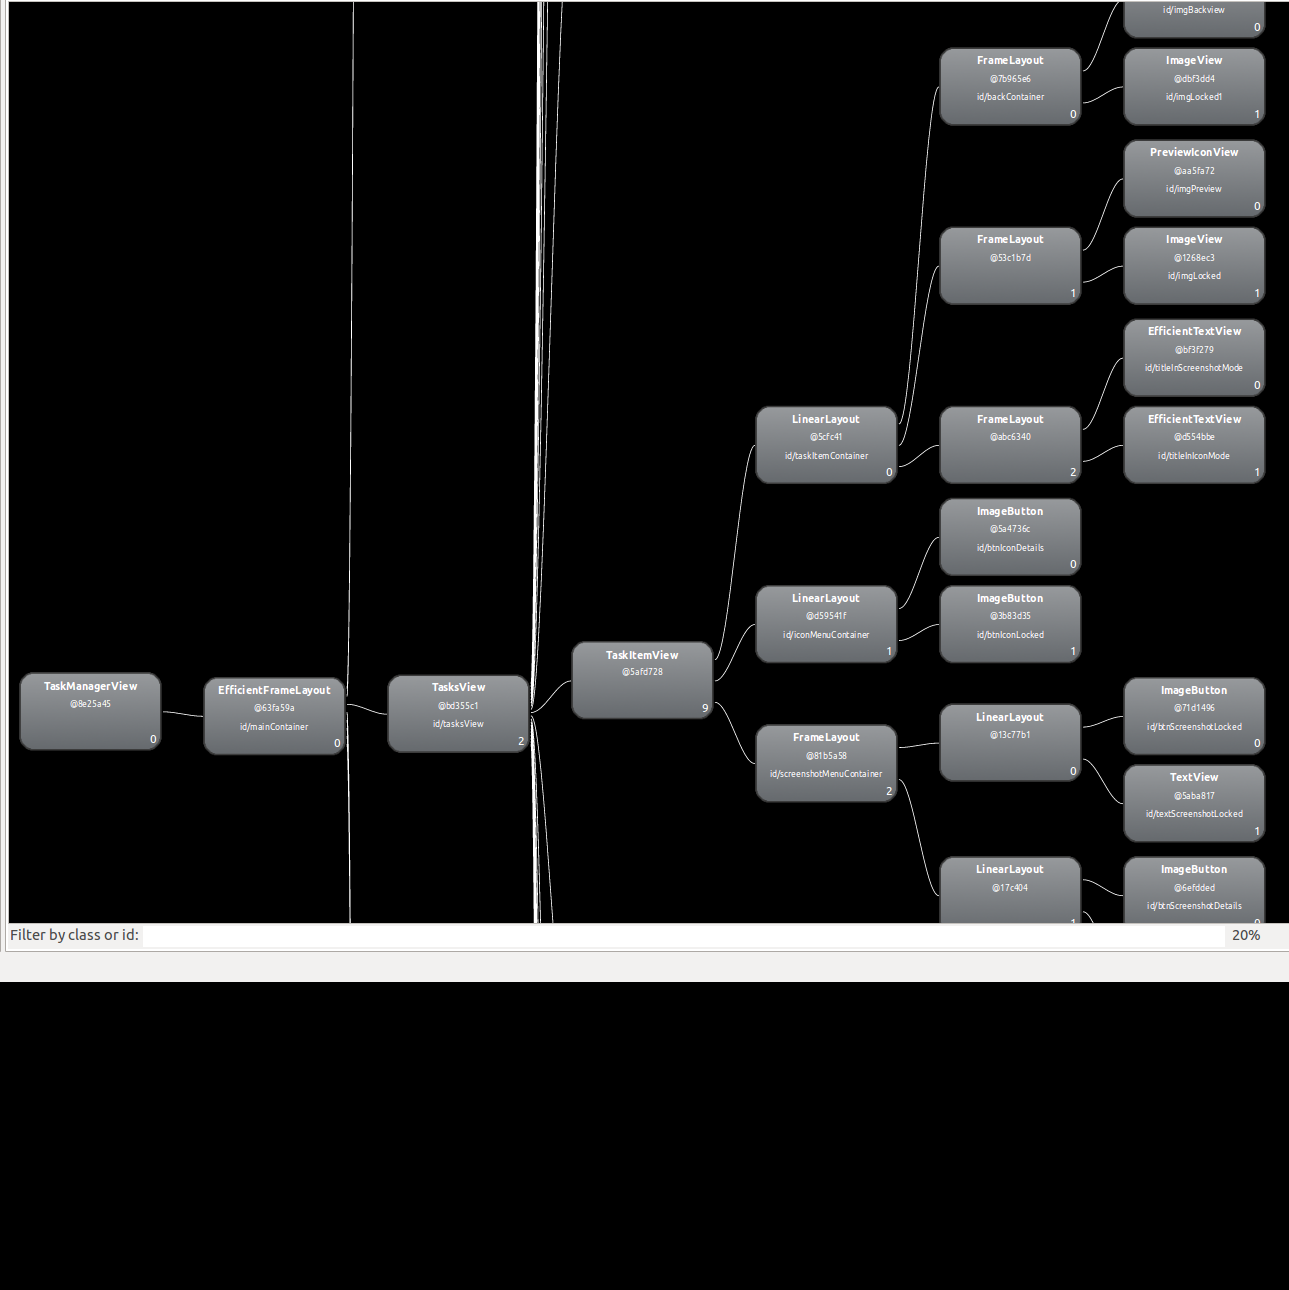 id/imgBackview
0
FrameLayout
@7b965e6
id/backContainer
0
ImageView
@dbf3dd4
id/imgLocked1
1
PreviewIconView
@aa5fa72
id/imgPreview
0
FrameLayout
@53c1b7d
1
ImageView
@1268ec3
id/imgLocked
1
EfficientTextView
@bf3f279
id/titleInScreenshotMode
0
LinearLayout
@5cfc41
id/taskItemContainer
0
FrameLayout
@abc6340
2
EfficientTextView
@d554bbe
id/titleInIconMode
1
ImageButton
@5a4736c
id/btnIconDetails
0
LinearLayout
@d59541f
id/iconMenuContainer
1
ImageButton
@3b83d35
id/btnIconLocked
1
TaskManagerView
@8e25a45
0
EfficientFrameLayout
@63fa59a
id/mainContainer
0
TasksView
@bd355c1
id/tasksView
2
TaskItemView
@5afd728
9
FrameLayout
@81b5a58
id/screenshotMenuContainer
2
LinearLayout
@13c77b1
0
ImageButton
@71d1496
id/btnScreenshotLocked
0
TextView
@5aba817
id/textScreenshotLocked
1
LinearLayout
@17c404
1
ImageButton
@6efdded
id/btnScreenshotDetails
0
Filter by class or id:
20%